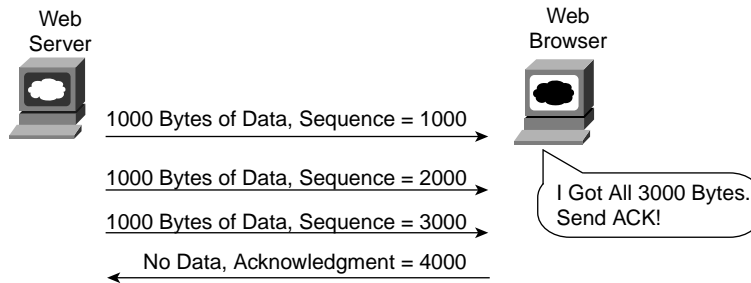 Web
Server
Web
Browser
1000 Bytes of Data, Sequence = 1000
1000 Bytes of Data, Sequence = 2000
1000 Bytes of Data, Sequence = 3000
No Data, Acknowledgment = 4000
I Got All 3000 Bytes.
Send ACK!